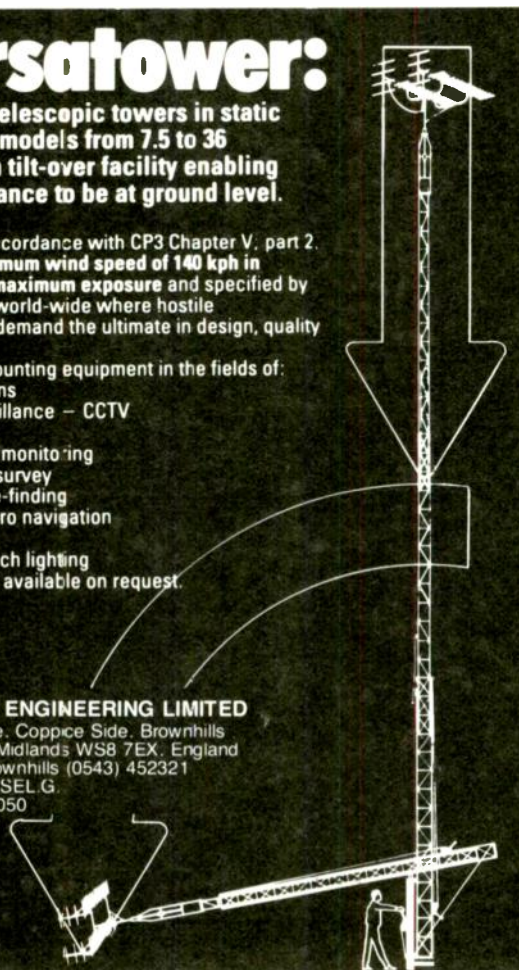 rsatower:
elescopic towers in static
models from 7.5 to 36
tilt-over facility enabling
ance to be at ground level.
cordance with CP3 Chapter V, part 2.
mum wind speed of 140 kph in
maximum exposure and specified by
world-wide where hostile
demand the ultimate in design, quality
ounting equipment in the fields of:
ns
illance – CCTV
monitoring
survey
e-finding
ro navigation
ch lighting
available on request.
ENGINEERING LIMITED
e. Coppice Side. Brownhills
Midlands WS8 7EX. England
wnhills (0543) 452321
SEL.G.
050